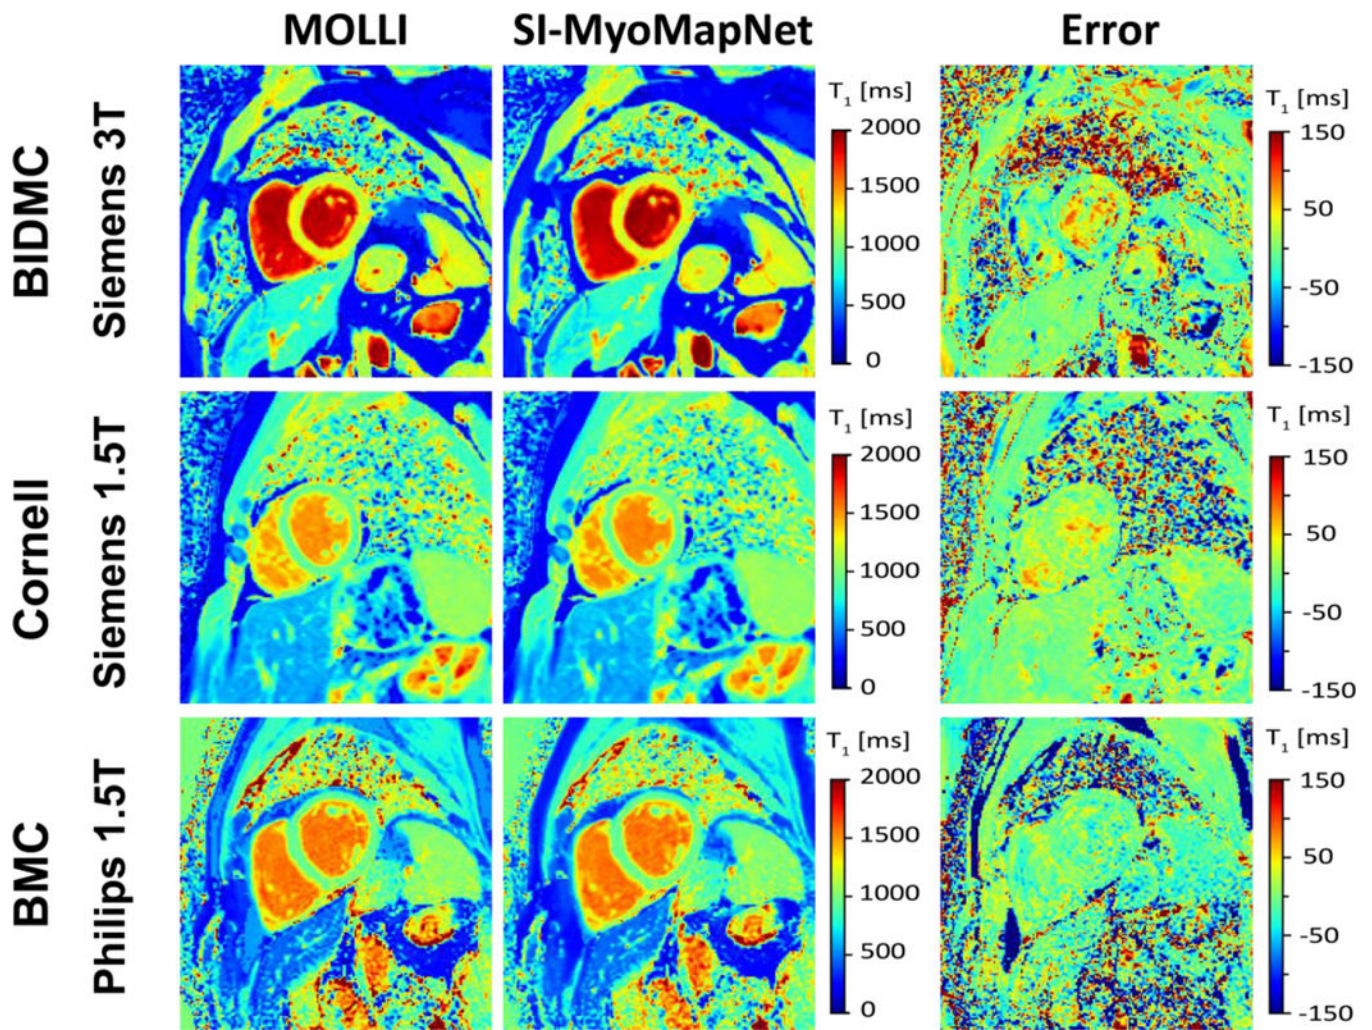 MOLLI SI-MyoMapNet Error
BIDMC
Siemens 3T
T1 [ms]
2000
1500
1000
500
0
T1 [ms]
150
50
-50
-150
Cornell
Siemens 1.5T
T1 [ms]
2000
1500
1000
500
0
T1 [ms]
150
50
-50
-150
BMC
Philips 1.5T
T1 [ms]
2000
1500
1000
500
0
T1 [ms]
150
50
-50
-150